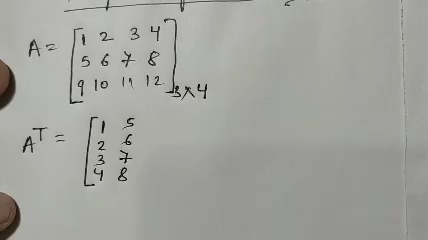 A = [1 2 3 4
5 6 7 8
9 10 11 12] 3×4
A^T = [1 5
2 6
3 7
4 8